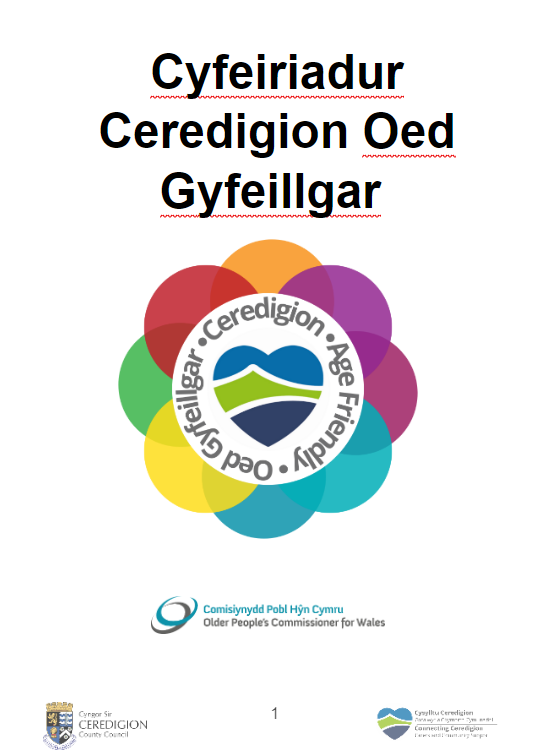 Cyfeiriadur
Ceredigion Oed
Gyfeillgar
Oed Gyfeillgar • Ceredigion • Age Friendly •
Comisiynydd Pobl Hŷn Cymru
Older People's Commissioner for Wales
Cyngor Sir
CEREDIGION
County Council
1
Cysylltu Ceredigion
Connecting Ceredigion